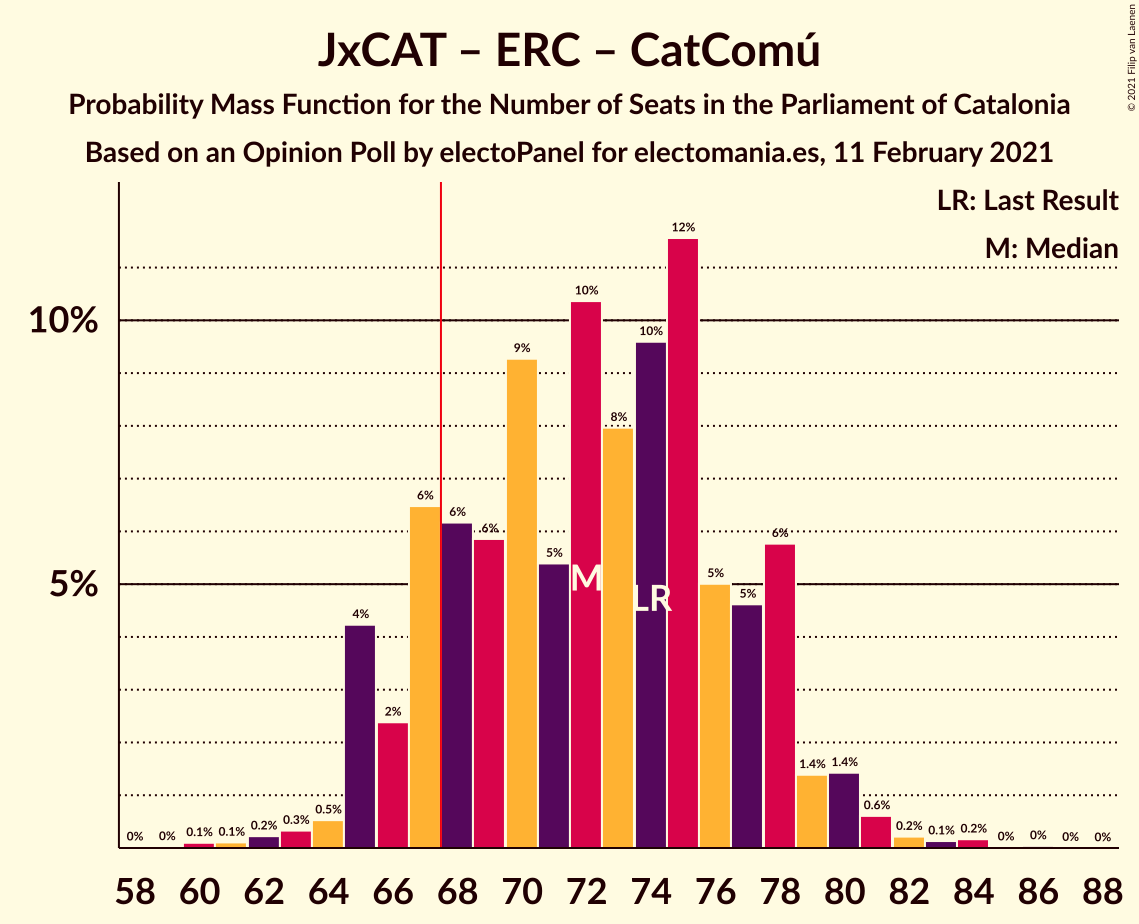 JxCAT – ERC – CatComú
Probability Mass Function for the Number of Seats in the Parliament of Catalonia
Based on an Opinion Poll by electoPanel for electomania.es, 11 February 2021
© 2021 Filip van Laenen
LR: Last Result
M: Median
10%
5%
0% 0% 0.1% 0.1% 0.2% 0.3% 0.5% 4% 2% 6% 6% 6% 9% 5% 10% 8% 10% 12% 5% 5% 6% 1.4% 1.4% 0.6% 0.2% 0.1% 0.2% 0% 0% 0% 0%
M LR
58 60 62 64 66 68 70 72 74 76 78 80 82 84 86 88